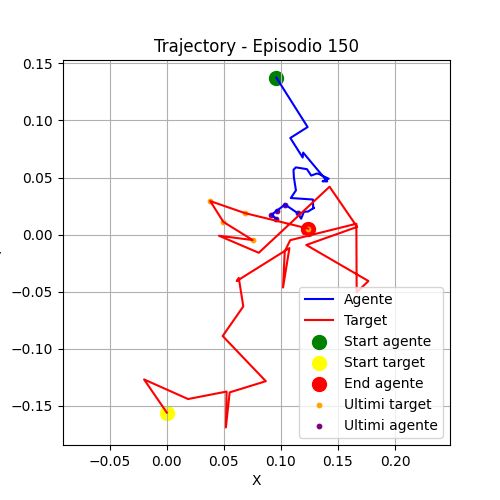 Trajectory - Episodio 150
0.15
0.10
0.05
0.00
−0.05
−0.10
−0.15
−0.05
0.00
0.05
0.10
0.15
0.20
X
Agente
Target
Start agente
Start target
End agente
Ultimi target
Ultimi agente